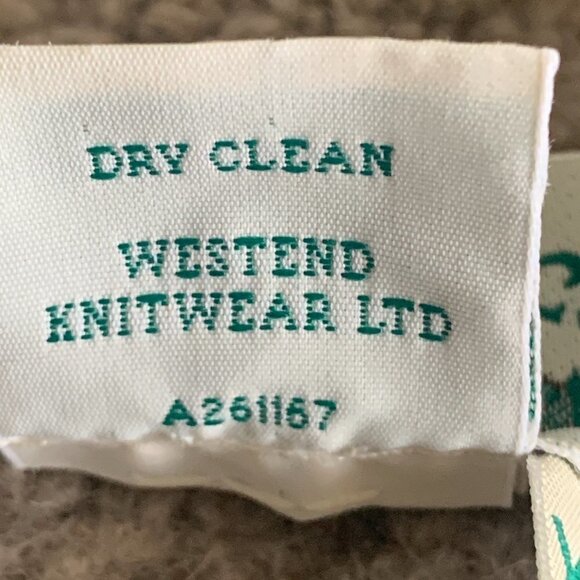 DRY CLEAN
WESTEND
KNITWEAR LTD
A261167